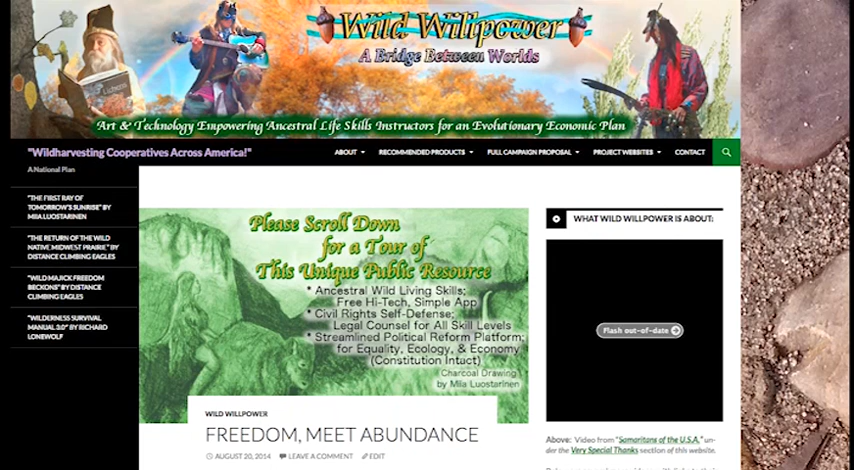 Wild Willpower
A Bridge Between Worlds
Art & Technology Empowering Ancestral Life Skills Instructors for an Evolutionary Economic Plan
"Wildharvesting Cooperatives Across America!"
ABOUT RECOMMENDED PRODUCTS FULL CAMPAIGN PROPOSAL PROJECT WEBSITES CONTACT
A National Plan
"THE FIRST RAY OF
TOMORROW'S SUNRISE" BY
MIIA LUOSTARINEN
"THE RETURN OF THE WILD
NATIVE MIDWEST PRAIRIE" BY
DISTANCE CLIMBING EAGLES
"WILD MAJICK FREEDOM
BECKONS" BY DISTANCE
CLIMBING EAGLES
"WILDERNESS SURVIVAL
MANUAL 3.0" BY RICHARD
LONEWOLF
Please Scroll Down
for a Tour of
This Unique Public Resource
* Ancestral Wild Living Skills;
Free Hi-Tech, Simple App
* Civil Rights Self-Defense;
Legal Counsel for All Skill Levels
* Streamlined Political Reform Platform;
for Equality, Ecology, & Economy
(Constitution Intact)
Charcoal Drawing
by Miia Luostarinen
WILD WILLPOWER
FREEDOM, MEET ABUNDANCE
AUGUST 20, 2014 LEAVE A COMMENT EDIT
WHAT WILD WILLPOWER IS ABOUT:
Flash out-of-date
Above: Video from "Samaritans of the U.S.A." un-
der the Very Special Thanks section of this website.